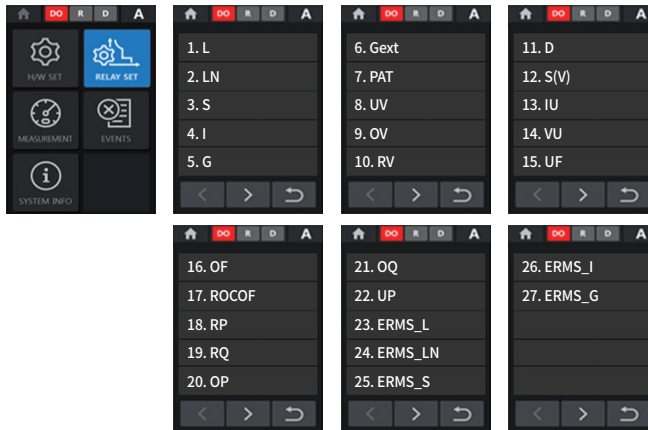 DO R D A
H/W SET RELAY SET
MEASUREMENT EVENTS
SYSTEM INFO
DO R D A
1. L
2. LN
3. S
4. I
5. G
DO R D A
6. Gext
7. PAT
8. UV
9. OV
10. RV
DO R D A
11. D
12. S(V)
13. IU
14. VU
15. UF
DO R D A
16. OF
17. ROCOF
18. RP
19. RQ
20. OP
DO R D A
21. OQ
22. UP
23. ERMS_L
24. ERMS_LN
25. ERMS_S
DO R D A
26. ERMS_I
27. ERMS_G